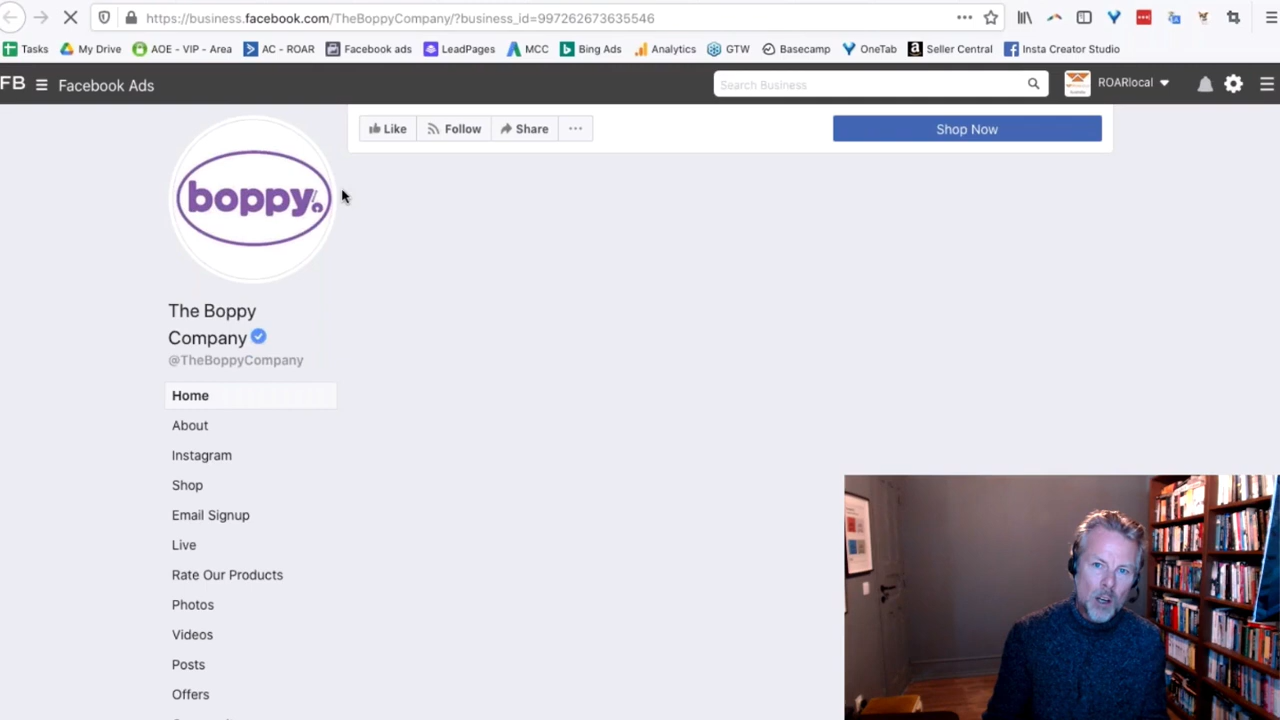 https://business.facebook.com/TheBoppyCompany/?business_id=997262673635546
Tasks My Drive AOE - VIP - Area AC - ROAR Facebook ads LeadPages MCC Bing Ads Analytics GTW Basecamp OneTab Seller Central Insta Creator Studio
FB Facebook Ads Search Business ROARlocal
Like Follow Share Shop Now
boppy
The Boppy
Company
@TheBoppyCompany
Home
About
Instagram
Shop
Email Signup
Live
Rate Our Products
Photos
Videos
Posts
Offers